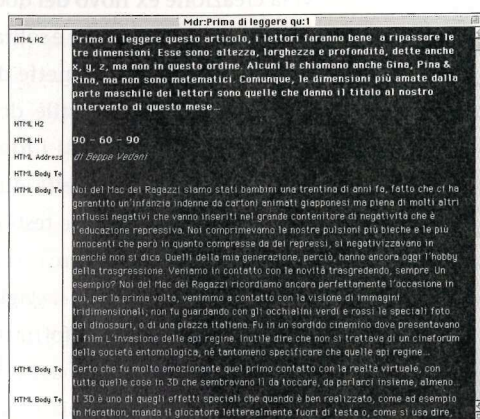 Mdr:Prima di leggere qu:1
HTML H2
Prima di leggere questo articolo, i lettori faranno bene a ripassare le
tre dimensioni. Esse sono: altezza, larghezza e profondità, dette anche
x, y, z, ma non in questo ordine. Alcuni le chiamano anche Gina, Pina &
Rina, ma non sono matematici. Comunque, le dimensioni più amate dalla
parte maschile dei lettori sono quelle che danno il titolo al nostro
intervento di questo mese...
HTML H2
HTML H1
90 - 60 - 90
HTML Address
di Beppe Vedani
HTML Body Te
HTML Body Te
Noi del Mac dei Ragazzi siamo stati bambini una trentina di anni fa, fatto che ci ha
garantito un'infanzia indenne da cartoni animati giapponesi ma piena di molti altri
influssi negativi che vanno inseriti nel grande contenitore di negatività che è
l'educazione repressiva. Noi comprimevamo le nostre pulsioni più bieche e le più
innocenti che però in quanto compresse da dei repressi, si negativizzavano in
menchè non si dica. Quelli della mia generazione, perciò, hanno ancora oggi l'hobby
della trasgressione. Veniamo in contatto con le novità trasgredendo, sempre. Un
esempio? Noi del Mac dei Ragazzi ricordiamo ancora perfettamente l'occasione in
cui, per la prima volta, venimmo a contatto con la visione di immagini
tridimensionali; non fu guardando con gli occhialini verdi e rossi le speciali foto
dei dinosauri, o di una piazza italiana. Fu in un sordido cinemino dove presentavano
il film L'invasione delle api regine. Inutile dire che non si trattava di un cineforum
della società entomologica, nè tantomeno specificare che quelle api regine...
HTML Body Te
Certo che fu molto emozionante quel primo contatto con la realtà virtuale, con
tutte quelle cose in 3D che sembravano lì da toccare, da parlarci insieme, almeno...
HTML Body Te
Il 3D è uno di quegli effetti speciali che quando è ben realizzato, come ad esempio
in Marathon, manda il giocatore letterealmente fuori di testa o, come si usa dire,